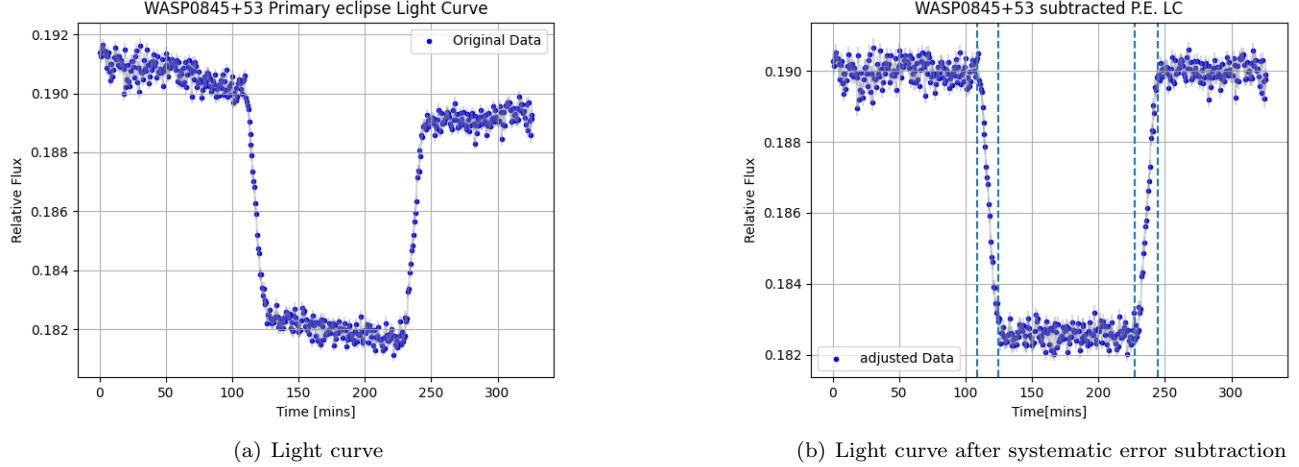 WASP0845+53 Primary eclipse Light Curve
Original Data
0.192
0.190
0.188
0.186
0.184
0.182
Relative Flux
0
50
100
150
200
250
300
Time [mins]
(a) Light curve
WASP0845+53 subtracted P.E. LC
0.190
0.188
0.186
0.184
0.182
Relative Flux
adjusted Data
0
50
100
150
200
250
300
Time[mins]
(b) Light curve after systematic error subtraction